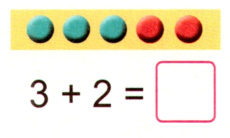 3 + 2 =